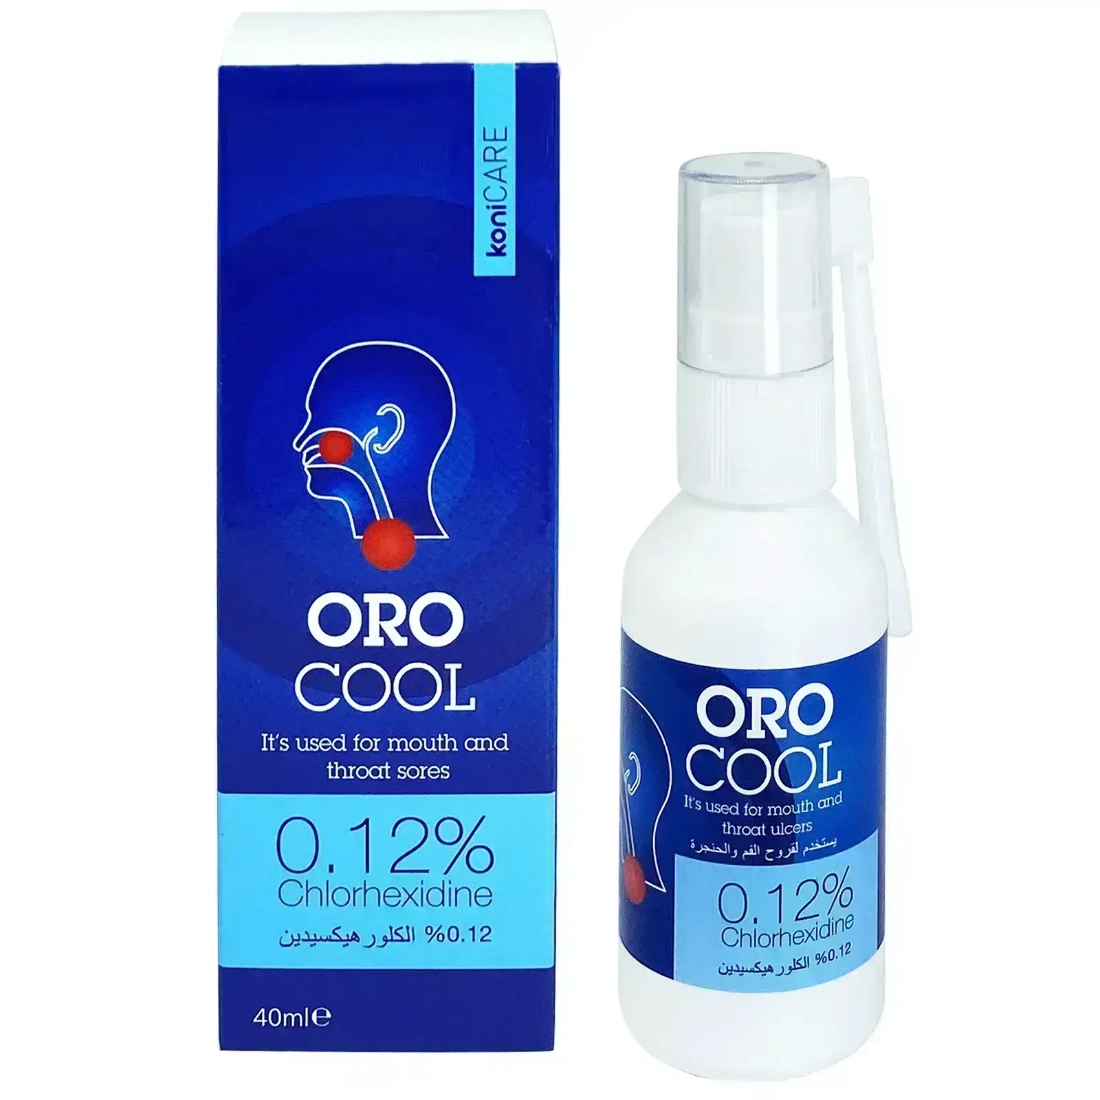 koniCARE
ORO
COOL
It's used for mouth and
throat sores
0.12%
Chlorhexidine
%0.12 الكلور هيكسيدين
40ml℮
ORO
COOL
It's used for mouth and
throat ulcers
يستخدم لقروح الفم والحنجرة
0.12%
Chlorhexidine
%0.12 الكلور هيكسيدين